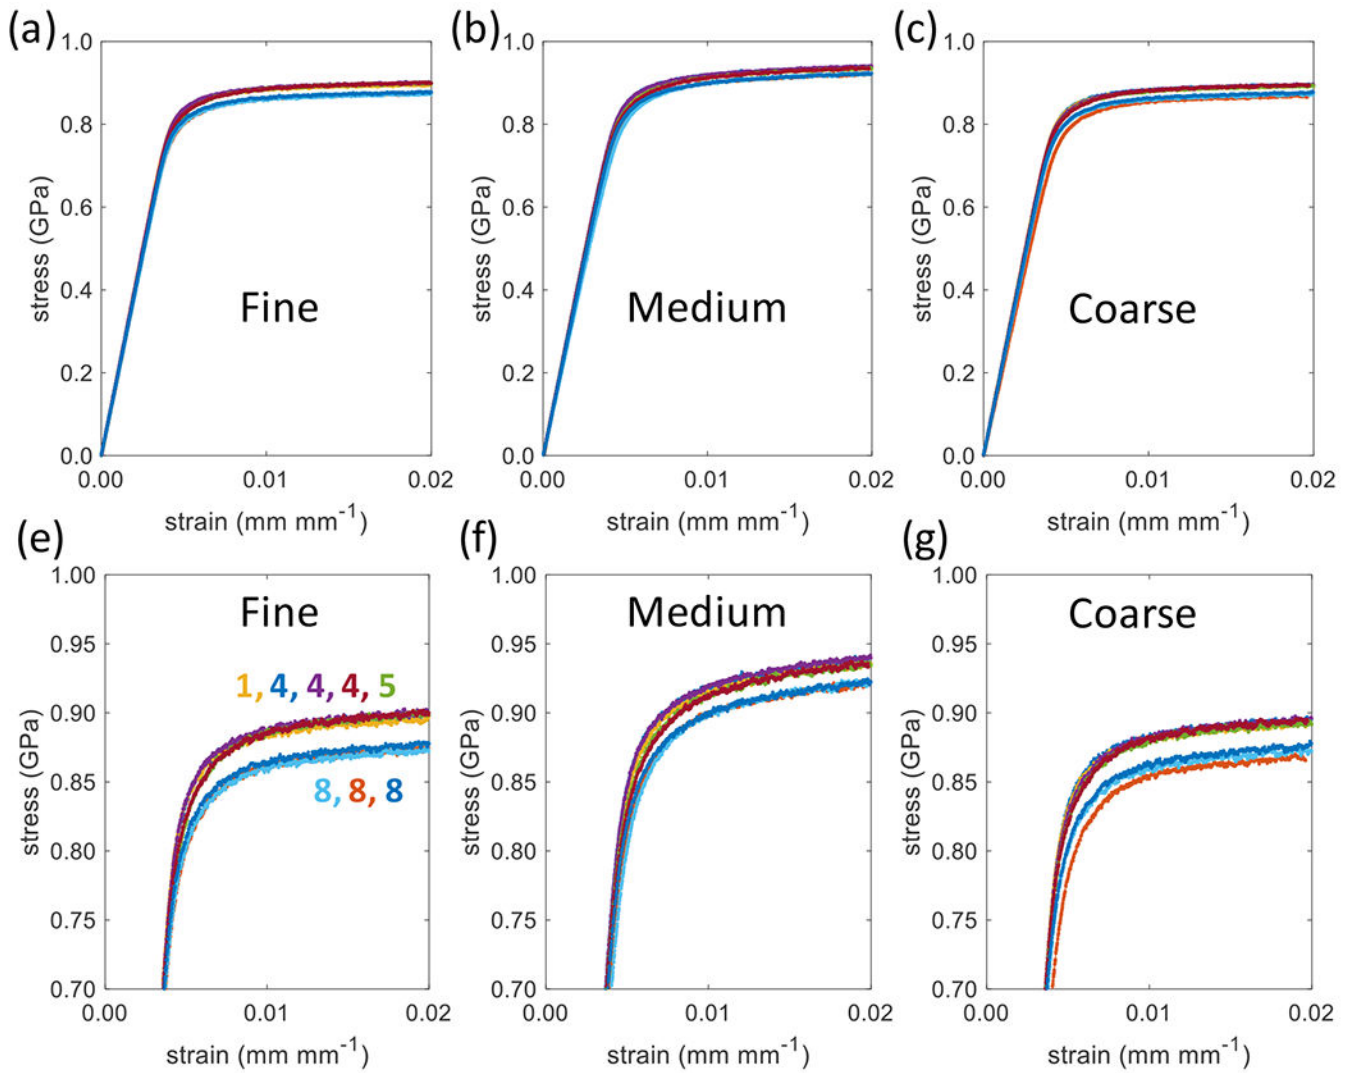 (a)
1.0
0.8
0.6
0.4
0.2
0.0
stress (GPa)
Fine
0.00 0.01 0.02
strain (mm mm⁻¹)
(b)
1.0
0.8
0.6
0.4
0.2
0.0
stress (GPa)
Medium
0.00 0.01 0.02
strain (mm mm⁻¹)
(c)
1.0
0.8
0.6
0.4
0.2
0.0
stress (GPa)
Coarse
0.00 0.01 0.02
strain (mm mm⁻¹)
(e)
1.00
0.95
0.90
0.85
0.80
0.75
0.70
stress (GPa)
Fine
1, 4, 4, 4, 5
8, 8, 8
0.00 0.01 0.02
strain (mm mm⁻¹)
(f)
1.00
0.95
0.90
0.85
0.80
0.75
0.70
stress (GPa)
Medium
0.00 0.01 0.02
strain (mm mm⁻¹)
(g)
1.00
0.95
0.90
0.85
0.80
0.75
0.70
stress (GPa)
Coarse
0.00 0.01 0.02
strain (mm mm⁻¹)